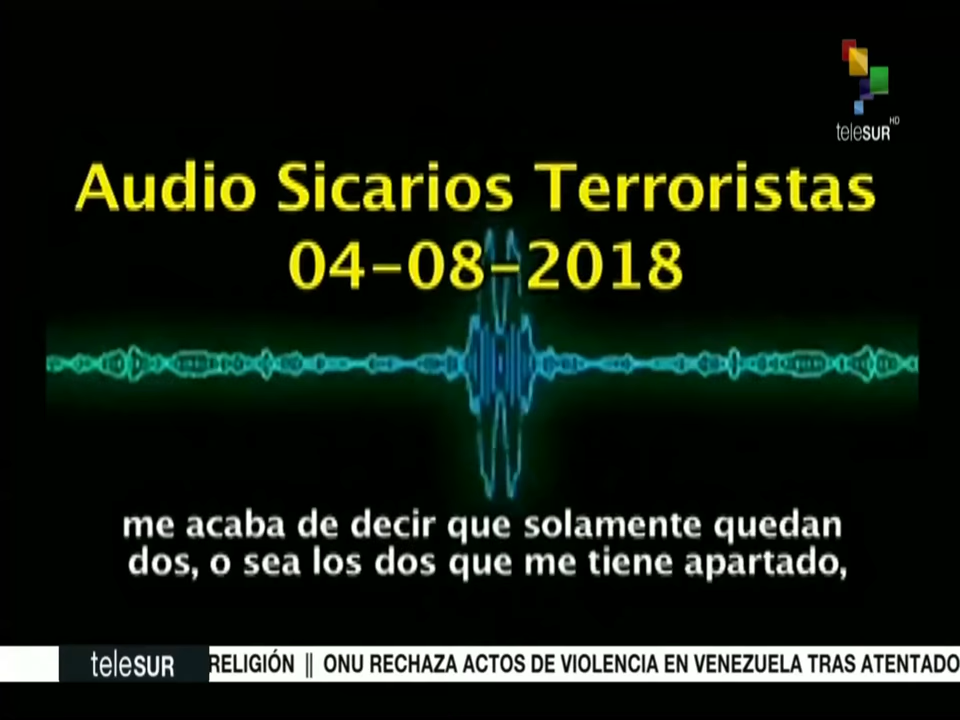 HD
teleSUR
Audio Sicarios Terroristas
04-08-2018
me acaba de decir que solamente quedan
dos, o sea los dos que me tiene apartado,
teleSUR RELIGIÓN || ONU RECHAZA ACTOS DE VIOLENCIA EN VENEZUELA TRAS ATENTADO